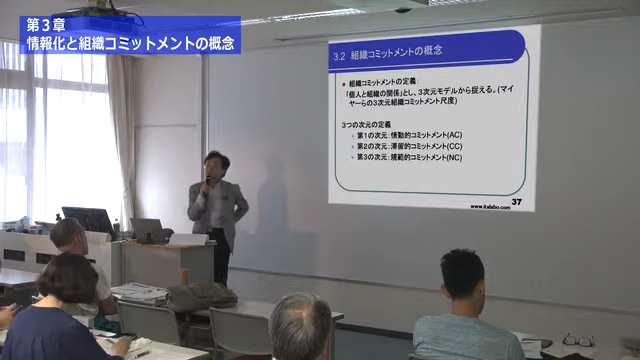 第３章
情報化と組織コミットメントの概念
3.2 組織コミットメントの概念
組織コミットメントの定義:
「個人と組織の関係」とし、3次元モデルから捉える。(マイ
ヤーらの3次元組織コミットメント尺度)
3つの次元の定義
第1の次元:情動的コミットメント(AC)
第2の次元:滞留的コミットメント(CC)
第3の次元:規範的コミットメント(NC)
37
www.italabo.com